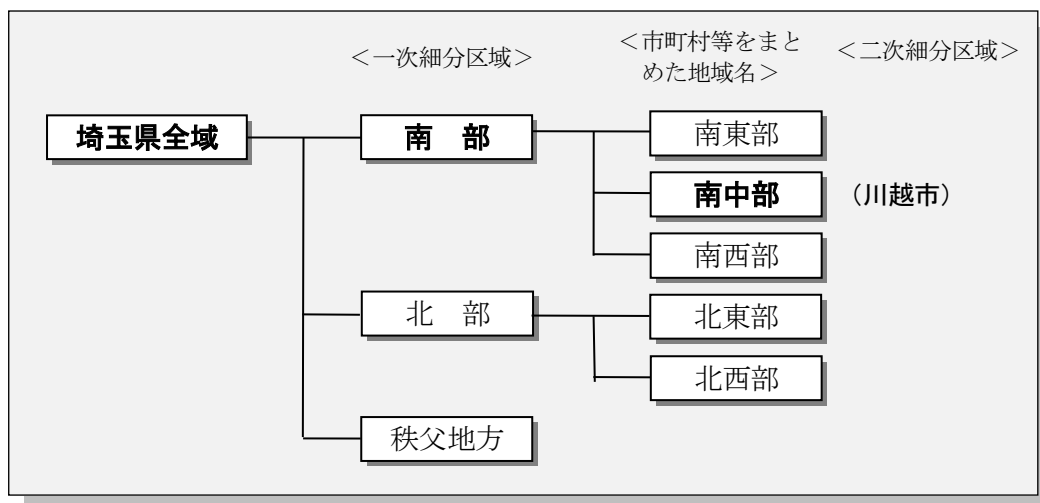 ＜一次細分区域＞
＜市町村等をまと
めた地域名＞
＜二次細分区域＞
埼玉県全域
南　部
南東部
南中部
（川越市）
南西部
北　部
北東部
北西部
秩父地方